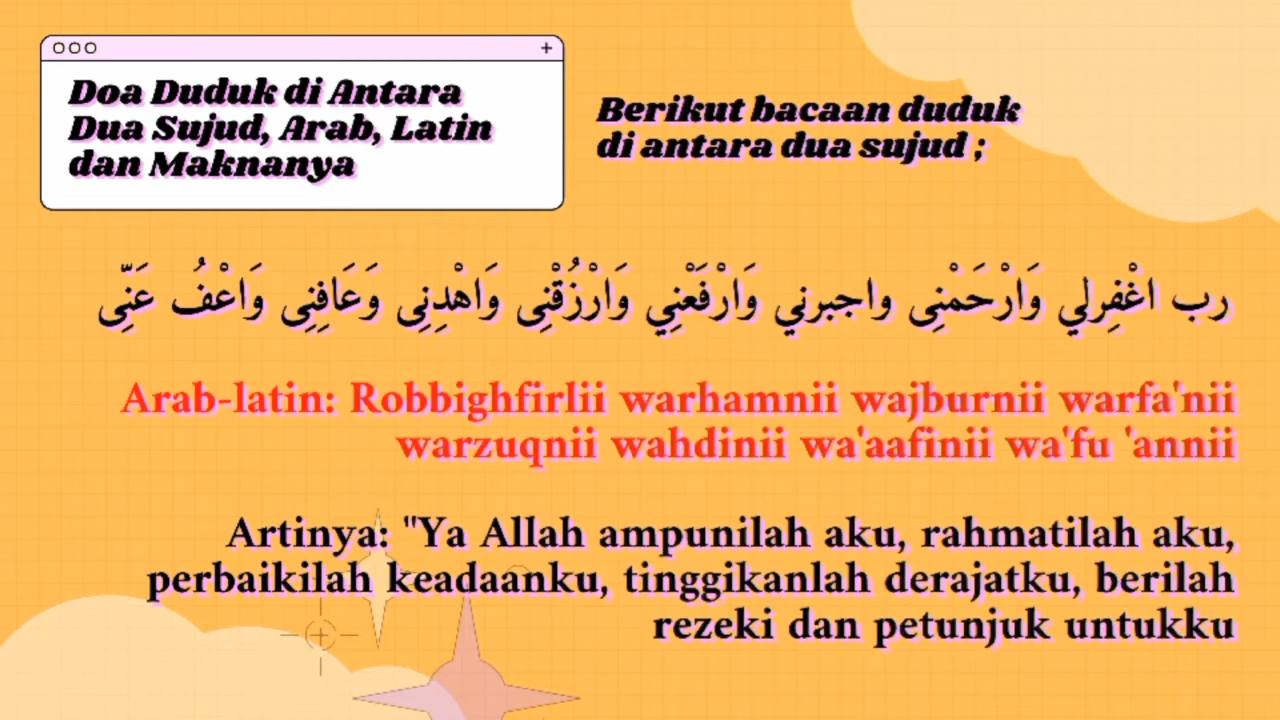 Doa Duduk di Antara
Dua Sujud, Arab, Latin
dan Maknanya
Berikut bacaan duduk
di antara dua sujud ;
رب اغْفِرلي وَارْحَمْنِى واجبرني وَارْفَعْنِي وَارْزُقْنِى وَاهْدِنِى وَعَافِنِى وَاعْفُ عَنِّى
Arab-latin: Robbighfirlii warhamnii wajburnii warfa'nii
warzuqnii wahdinii wa'aafinii wa'fu 'annii
Artinya: "Ya Allah ampunilah aku, rahmatilah aku,
perbaikilah keadaanku, tinggikanlah derajatku, berilah
rezeki dan petunjuk untukku